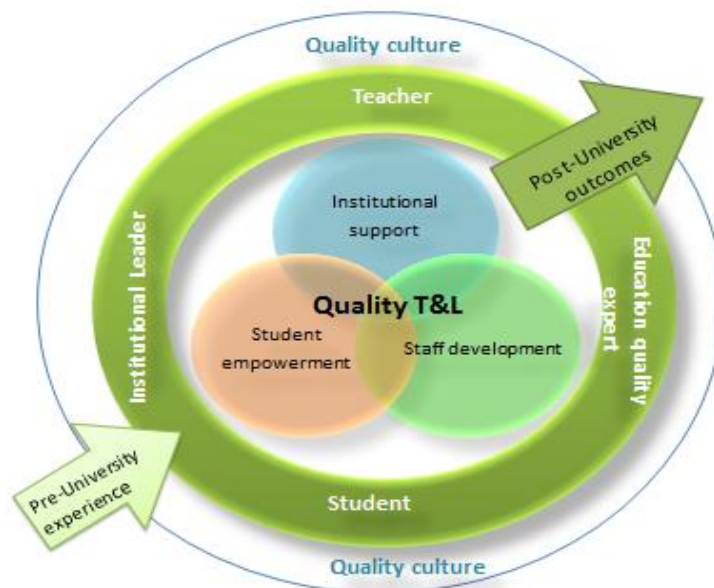 Quality culture
Teacher
Post-University
outcomes
Institutional
support
Institutional Leader
Quality T&L
Education quality
expert
Student
empowerment
Staff development
Pre-University
experience
Student
Quality culture